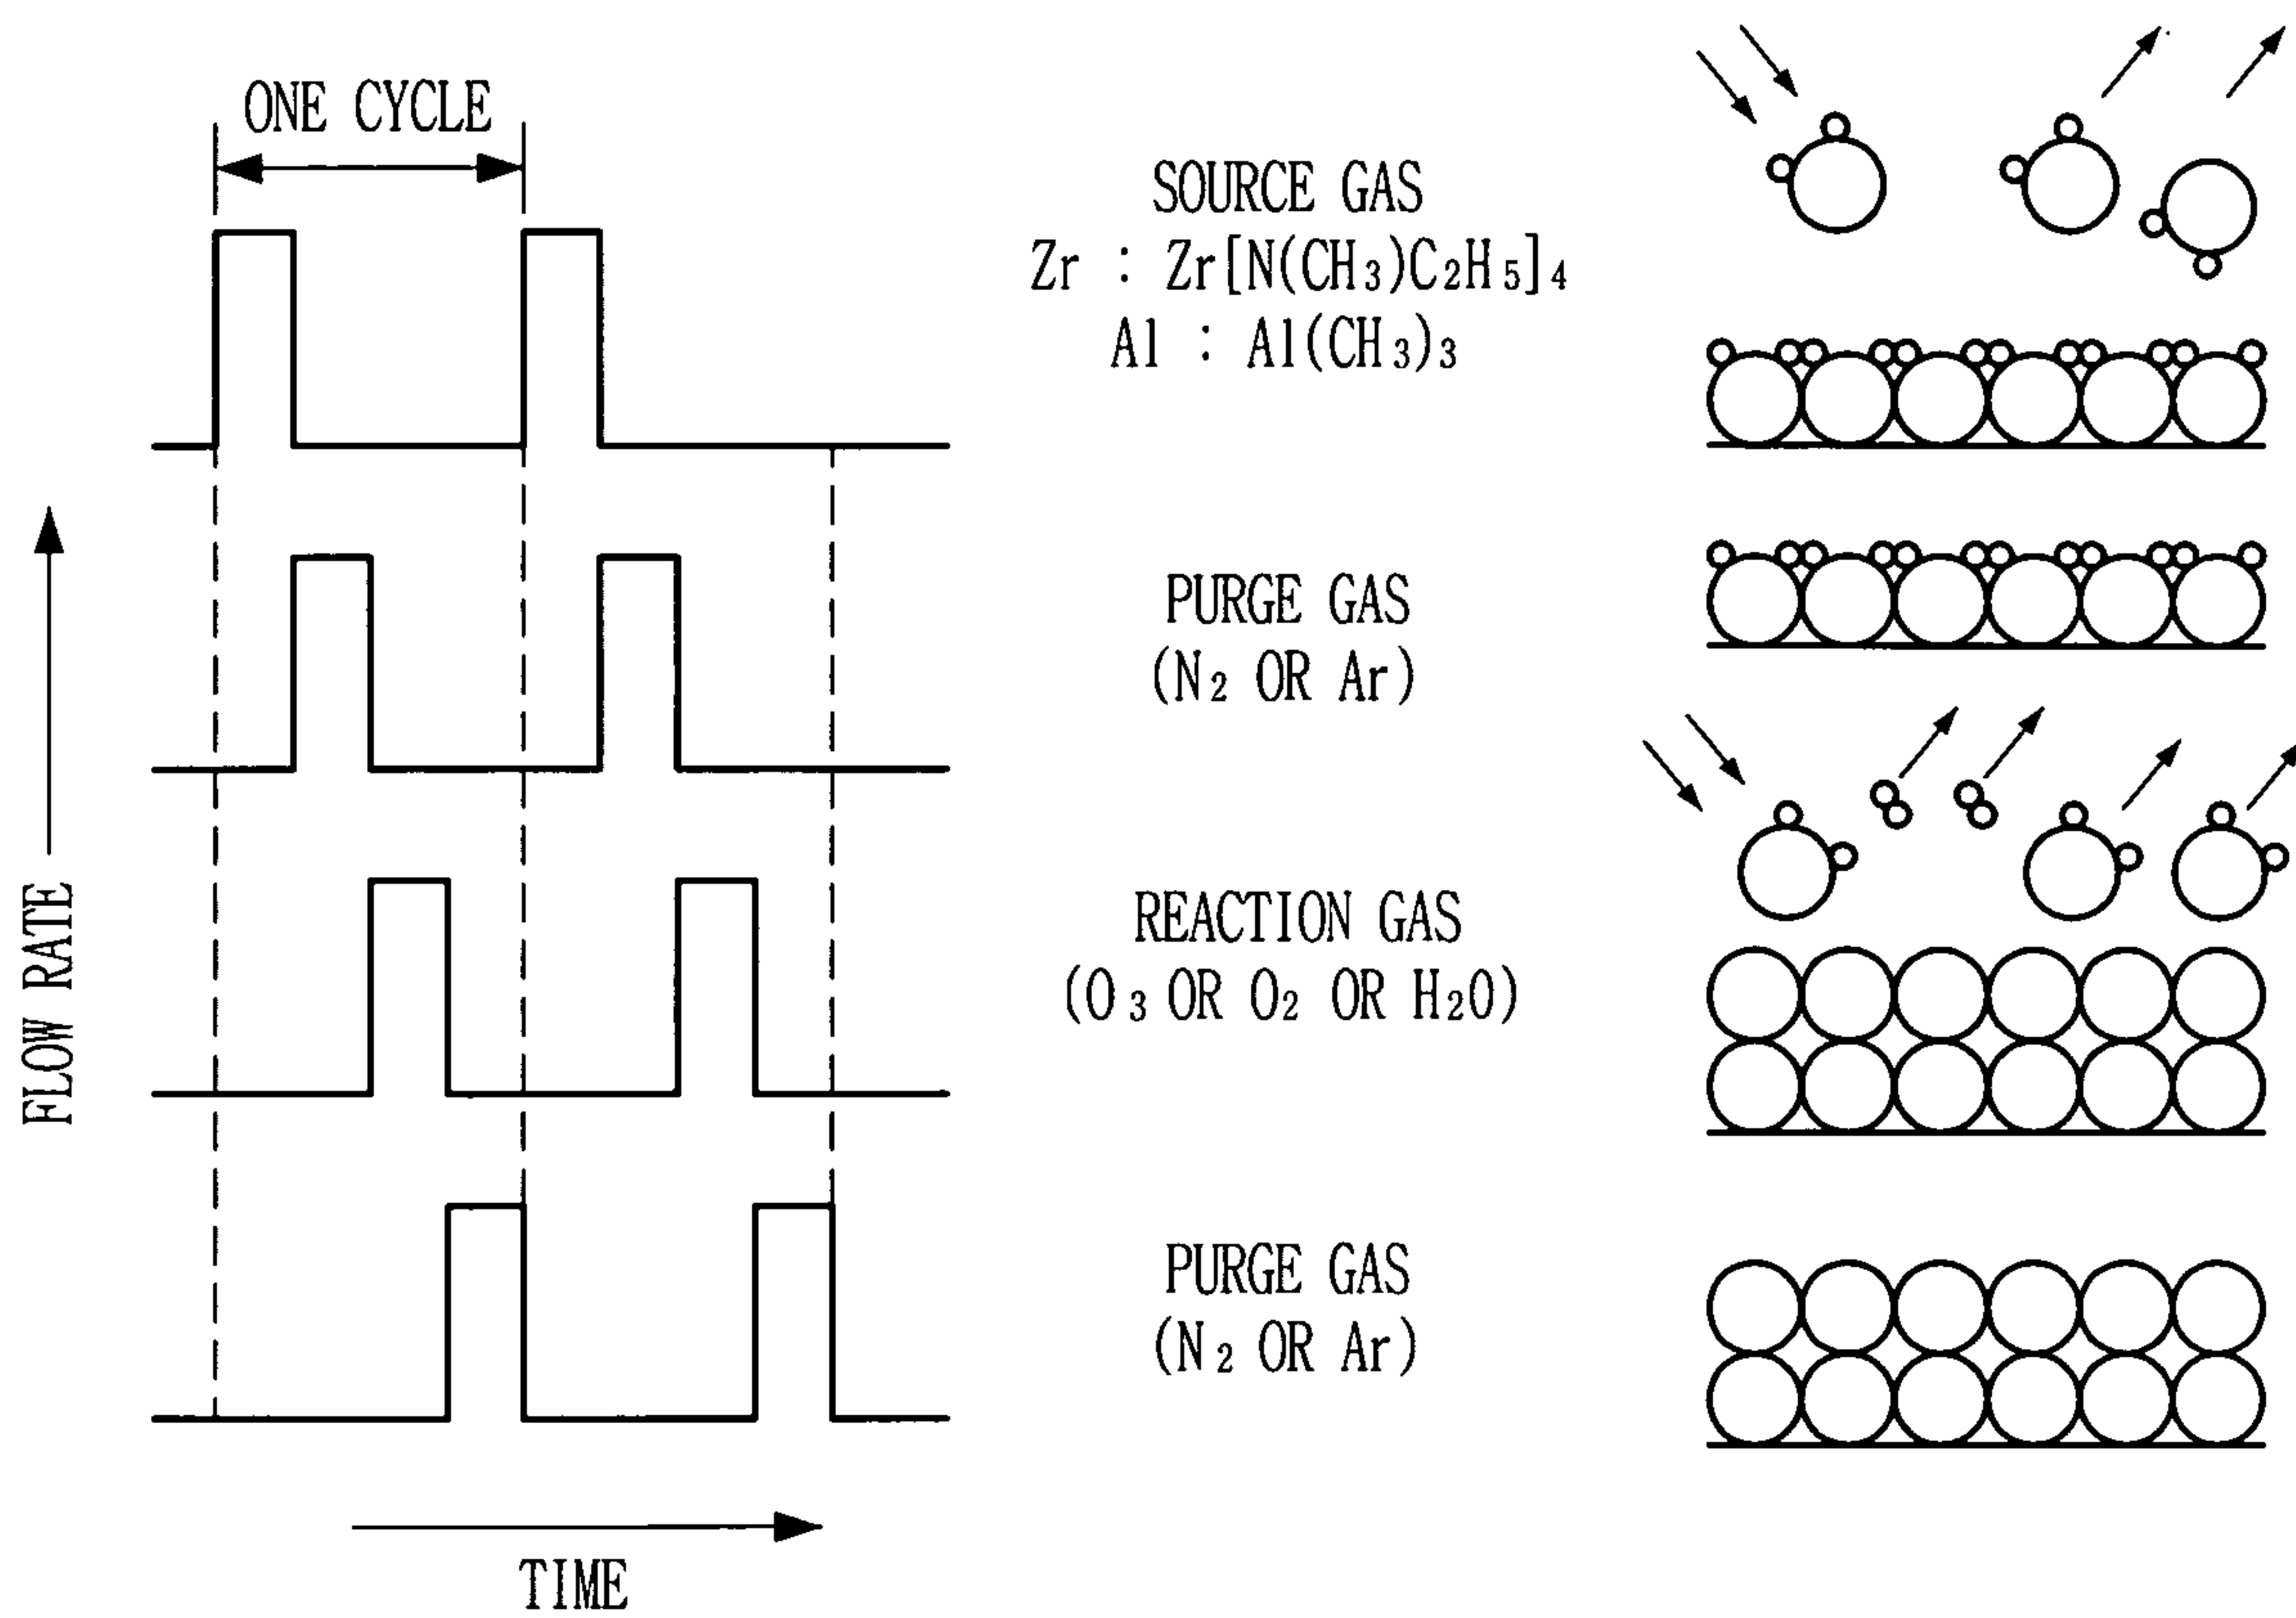 ONE CYCLE
SOURCE GAS
Zr : Zr[N(CH₃)C₂H₅]₄
Al : Al(CH₃)₃
PURGE GAS
(N₂ OR Ar)
REACTION GAS
(O₃ OR O₂ OR H₂O)
PURGE GAS
(N₂ OR Ar)
FLOW RATE
TIME